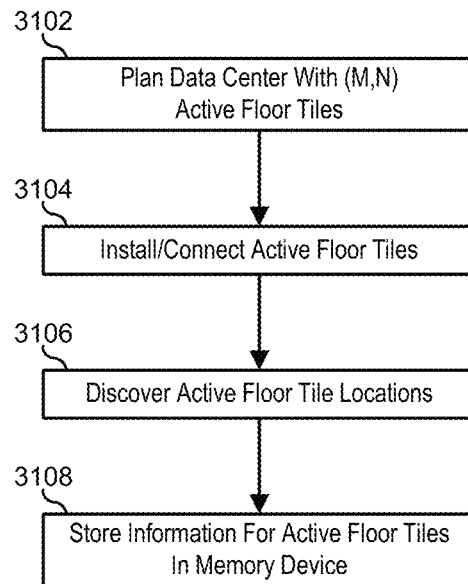 3102
Plan Data Center With (M,N)
Active Floor Tiles
3104
Install/Connect Active Floor Tiles
3106
Discover Active Floor Tile Locations
3108
Store Information For Active Floor Tiles
In Memory Device